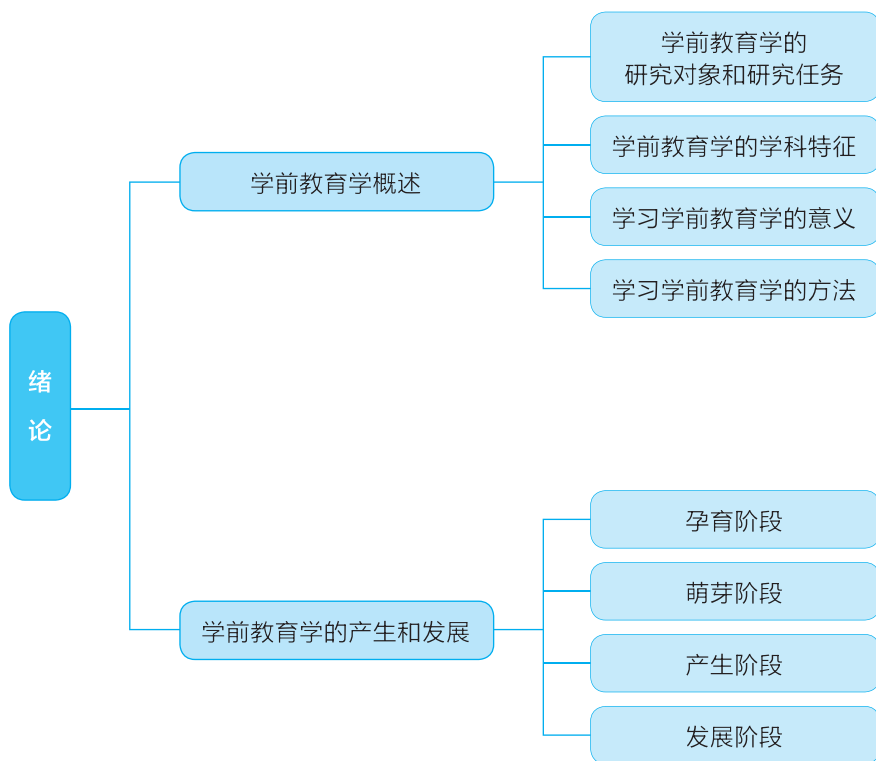 绪
论
学前教育学概述
学前教育学的
研究对象和研究任务
学前教育学的学科特征
学习学前教育学的意义
学习学前教育学的方法
学前教育学的产生和发展
孕育阶段
萌芽阶段
产生阶段
发展阶段